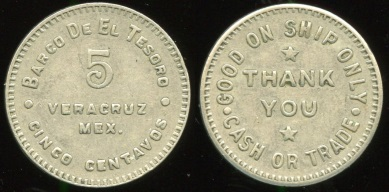 BARCO DE EL TESORO
5
VERACRUZ
MEX.
CINCO CENTAVOS
GOOD ON SHIP ONLY
THANK
YOU
CASH OR TRADE